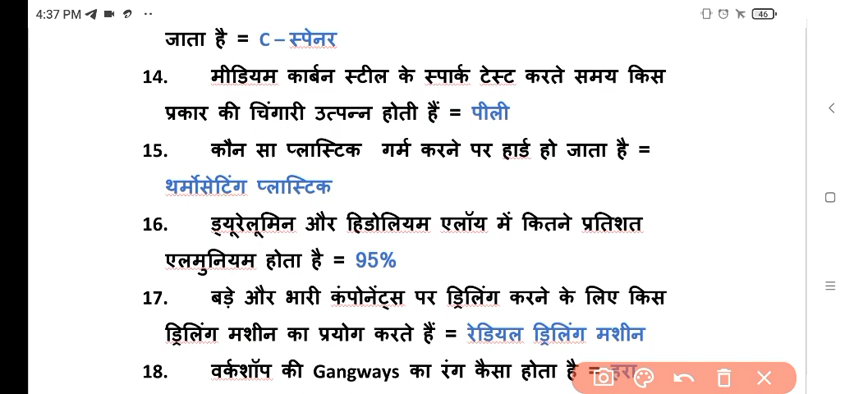 4:37 PM
46
जाता है = C – स्पेनर
14. मीडियम कार्बन स्टील के स्पार्क टेस्ट करते समय किस
प्रकार की चिंगारी उत्पन्न होती हैं = पीली
15. कौन सा प्लास्टिक गर्म करने पर हार्ड हो जाता है =
थर्मोसेटिंग प्लास्टिक
16. ड्यूरेलूमिन और हिडोलियम एलॉय में कितने प्रतिशत
एलमुनियम होता है = 95%
17. बड़े और भारी कंपोनेंट्स पर ड्रिलिंग करने के लिए किस
ड्रिलिंग मशीन का प्रयोग करते हैं = रेडियल ड्रिलिंग मशीन
18. वर्कशॉप की Gangways का रंग कैसा होता है = हरा